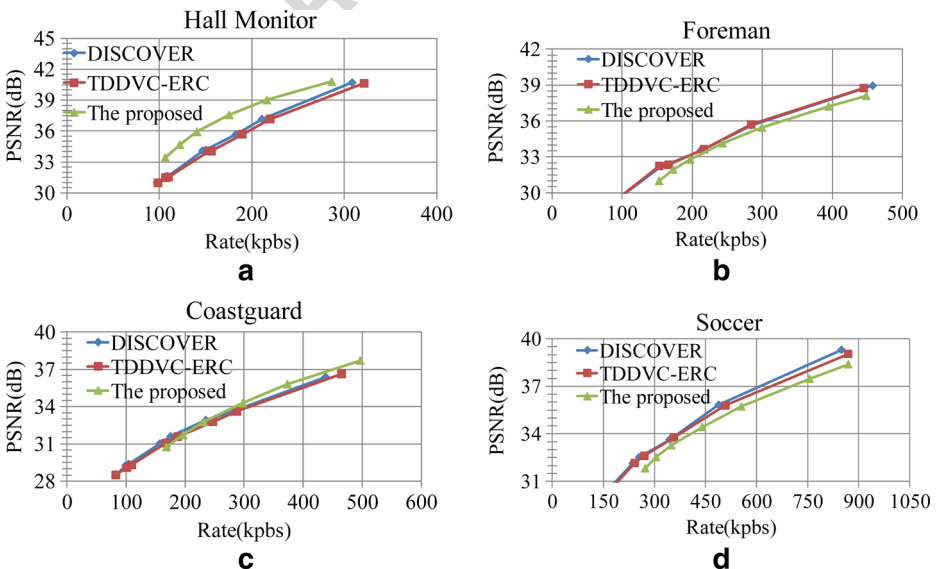 Hall Monitor
45
42
39
36
33
30
PSNR(dB)
DISCOVER
TDDVC-ERC
The proposed
0 100 200 300 400
Rate(kpbs)
a
Foreman
42
39
36
33
30
PSNR(dB)
DISCOVER
TDDVC-ERC
The proposed
0 100 200 300 400 500
Rate(kpbs)
b
Coastguard
40
37
34
31
28
PSNR(dB)
DISCOVER
TDDVC-ERC
The proposed
0 100 200 300 400 500 600
Rate(kpbs)
c
Soccer
40
37
34
31
PSNR(dB)
DISCOVER
TDDVC-ERC
The proposed
0 150 300 450 600 750 900 1050
Rate(kpbs)
d